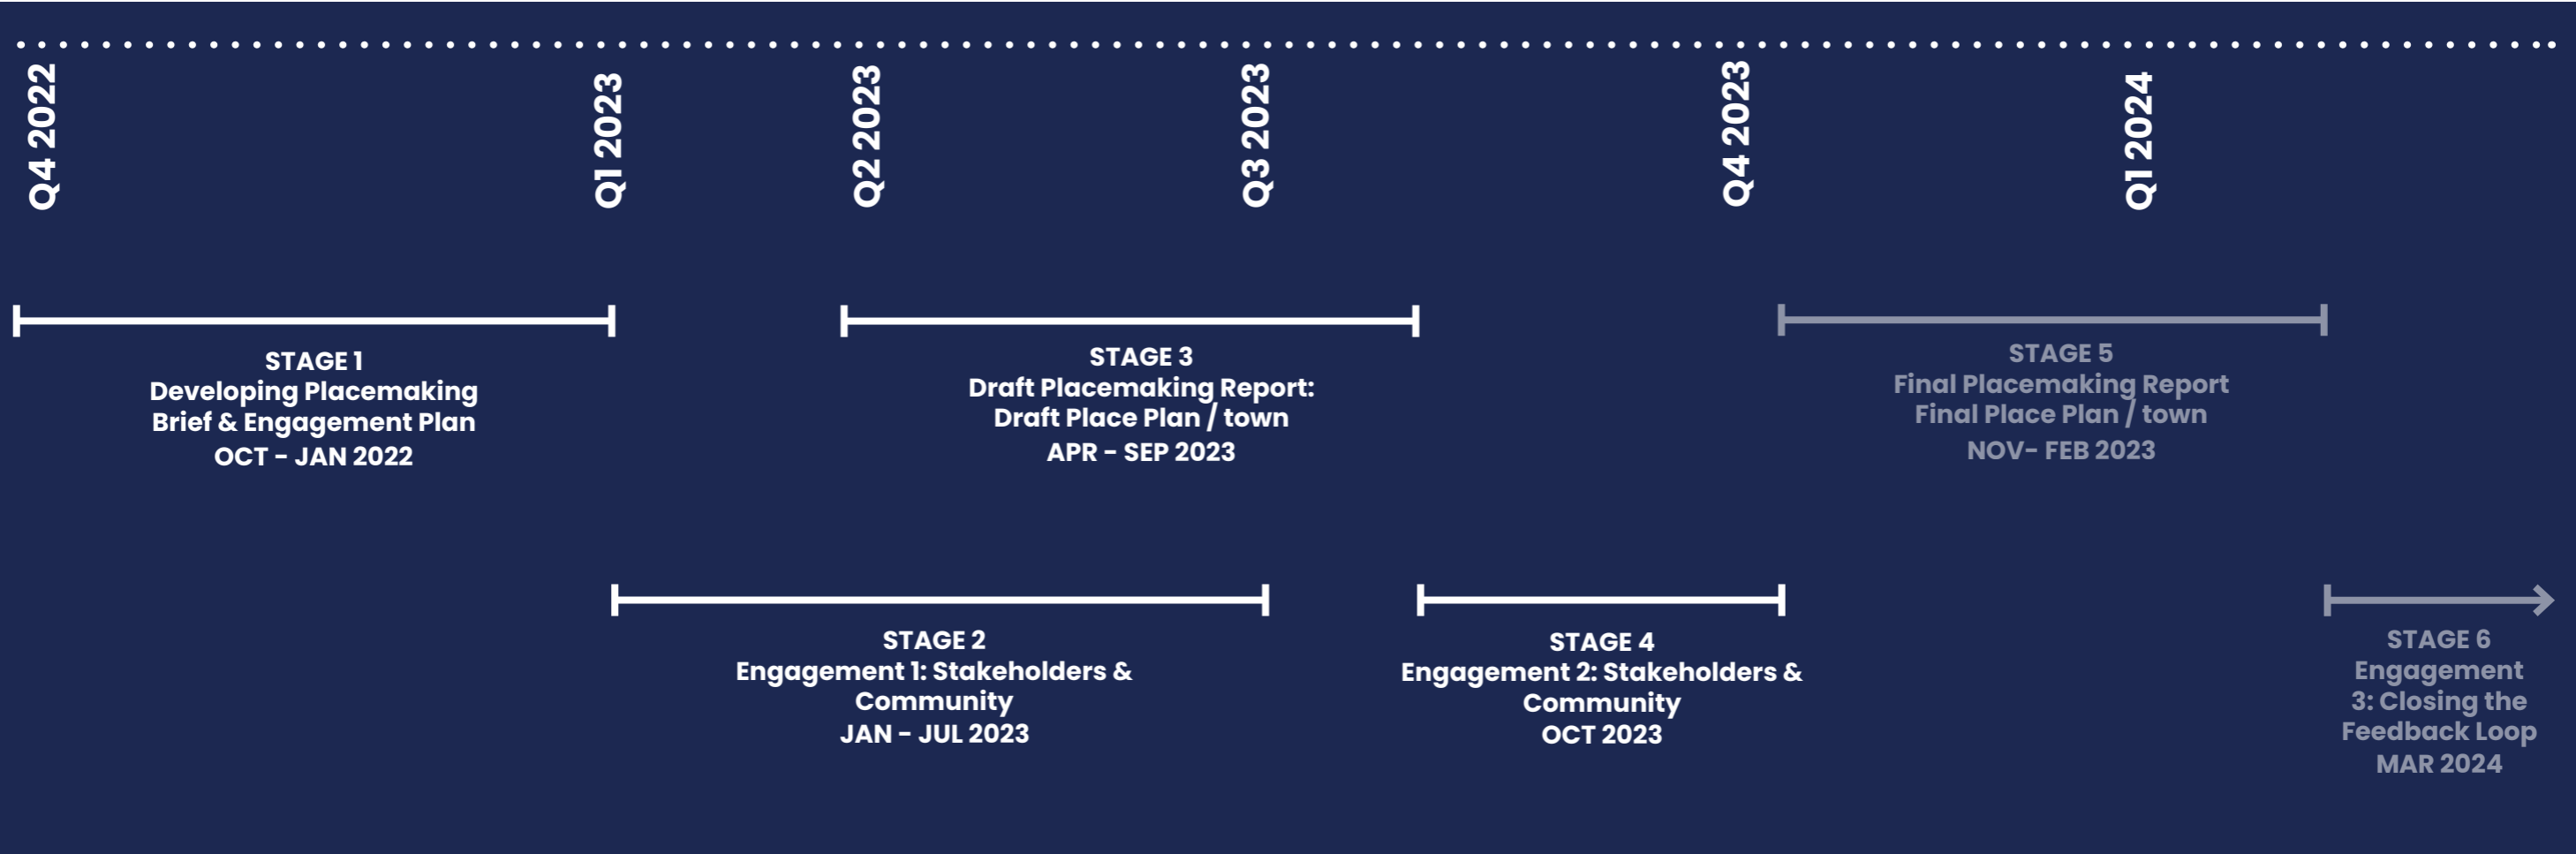 Q4 2022
Q1 2023
Q2 2023
Q3 2023
Q4 2023
Q1 2024
STAGE 1
Developing Placemaking
Brief & Engagement Plan
OCT - JAN 2022
STAGE 3
Draft Placemaking Report:
Draft Place Plan / town
APR - SEP 2023
STAGE 5
Final Placemaking Report
Final Place Plan / town
NOV- FEB 2023
STAGE 2
Engagement 1: Stakeholders &
Community
JAN - JUL 2023
STAGE 4
Engagement 2: Stakeholders &
Community
OCT 2023
STAGE 6
Engagement
3: Closing the
Feedback Loop
MAR 2024